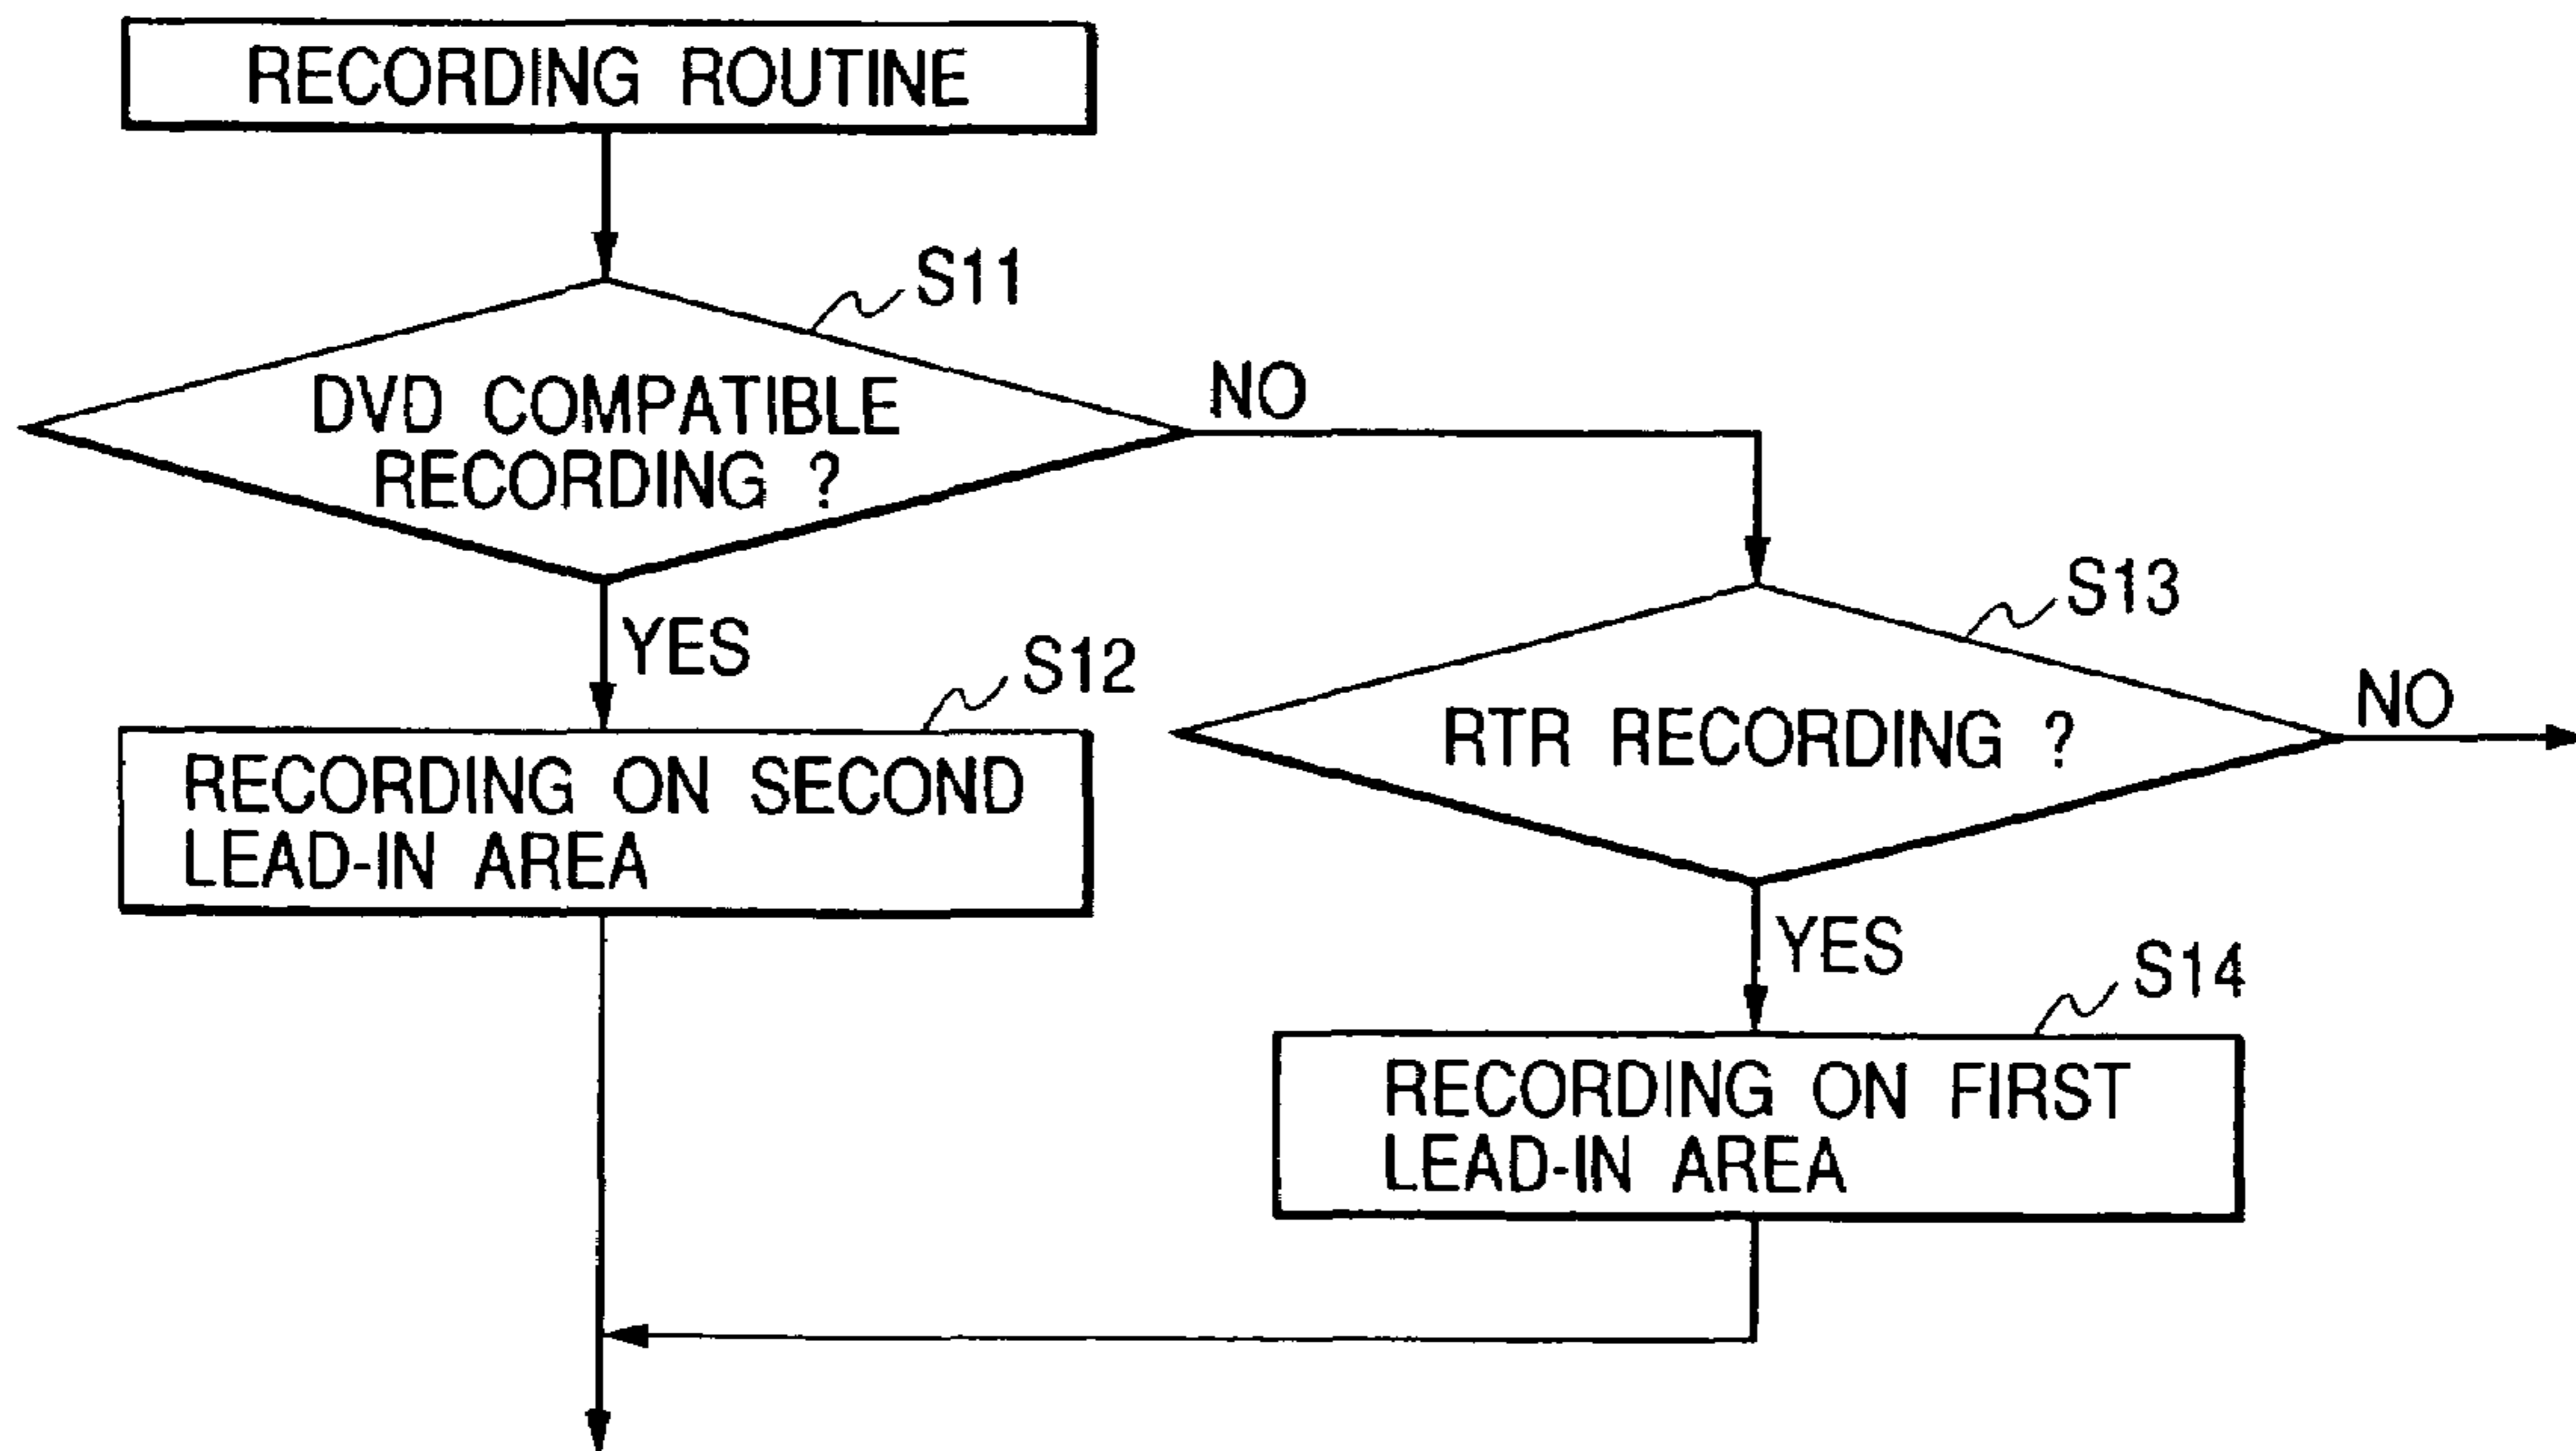 RECORDING ROUTINE
S11
DVD COMPATIBLE
RECORDING ?
NO
YES
S12
RECORDING ON SECOND
LEAD-IN AREA
S13
RTR RECORDING ?
NO
YES
S14
RECORDING ON FIRST
LEAD-IN AREA